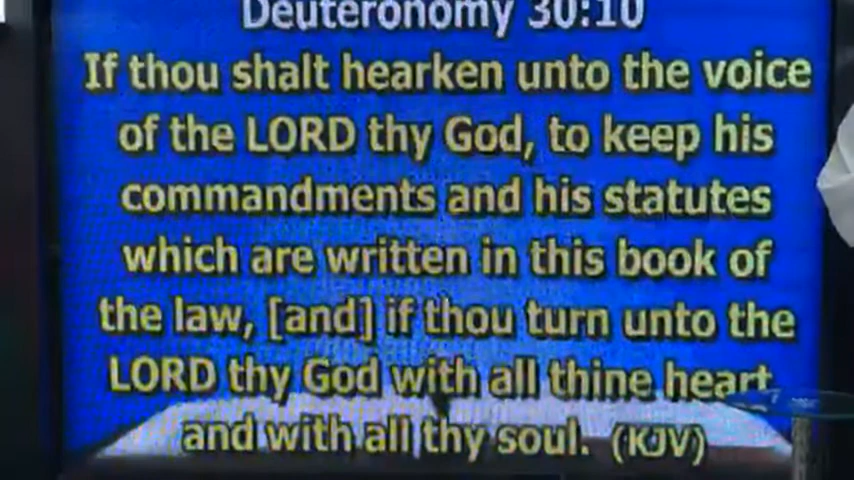 Deuteronomy 30:10
If thou shalt hearken unto the voice
of the LORD thy God, to keep his
commandments and his statutes
which are written in this book of
the law, [and] if thou turn unto the
LORD thy God with all thine heart
and with all thy soul. (KJV)